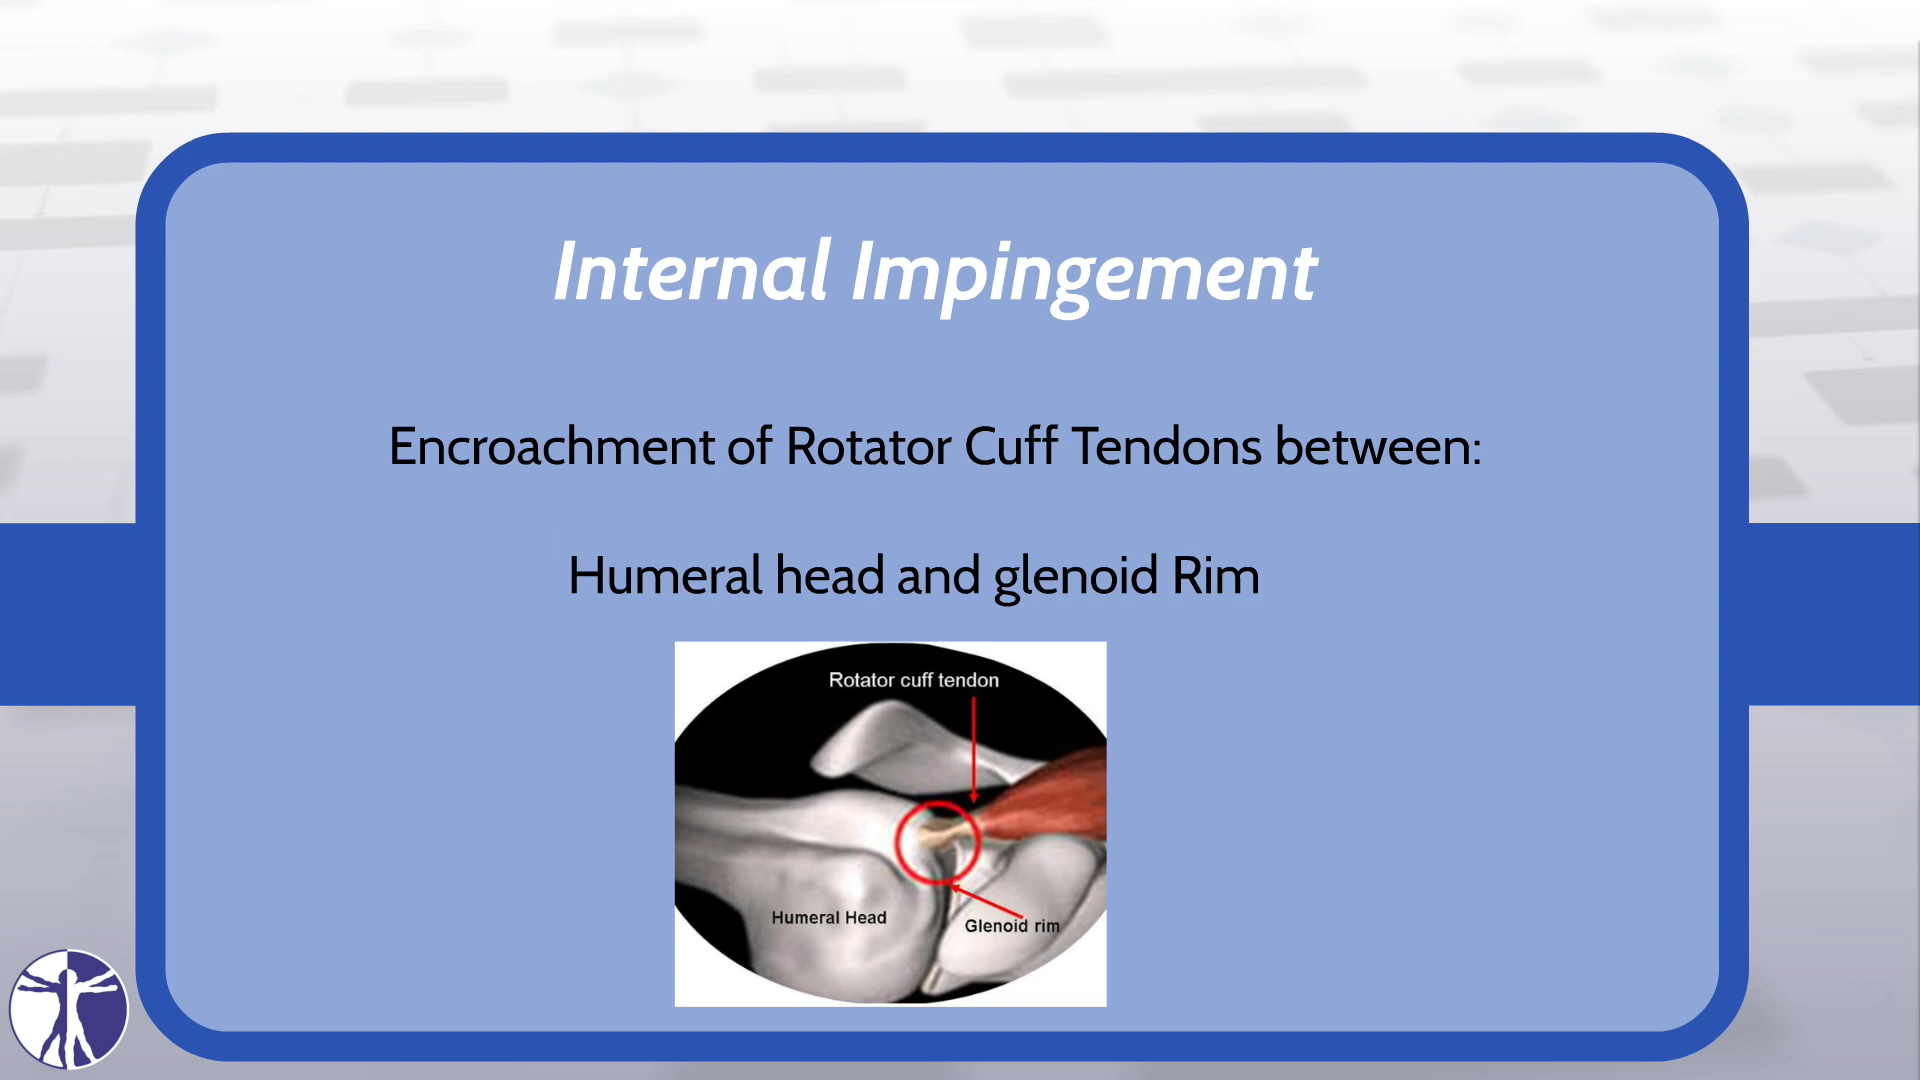 Internal Impingement
Encroachment of Rotator Cuff Tendons between:
Humeral head and glenoid Rim
Rotator cuff tendon
Humeral Head
Glenoid rim